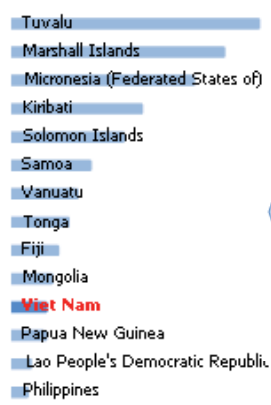 Tuvalu
Marshall Islands
Micronesia (Federated States of)
Kiribati
Solomon Islands
Samoa
Vanuatu
Tonga
Fiji
Mongolia
Viet Nam
Papua New Guinea
Lao People's Democratic Republic
Philippines